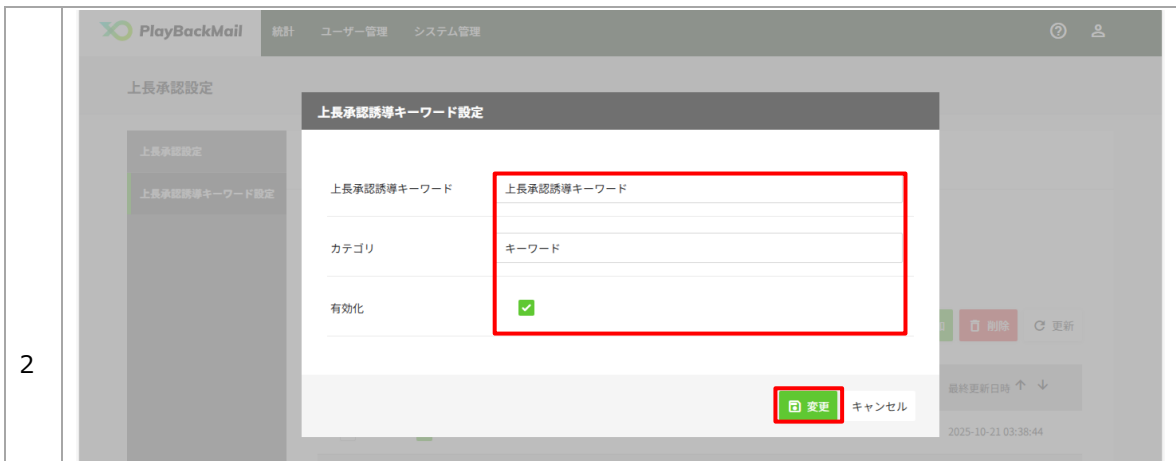 PlayBackMail 統計 ユーザー管理 システム管理
上長承認設定
上長承認誘導キーワード設定
上長承認設定
上長承認誘導キーワード設定
上長承認誘導キーワード 上長承認誘導キーワード
カテゴリ キーワード
有効化
削除 更新
2
最終更新日時
変更 キャンセル
2025-10-21 03:38:44